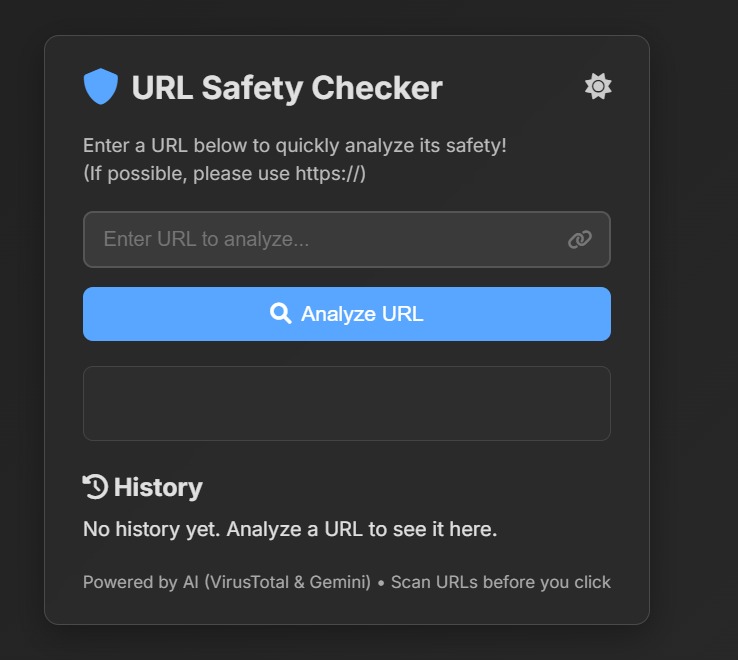 URL Safety Checker
Enter a URL below to quickly analyze its safety!
(If possible, please use https://)
Enter URL to analyze...
Analyze URL
History
No history yet. Analyze a URL to see it here.
Powered by AI (VirusTotal & Gemini) • Scan URLs before you click